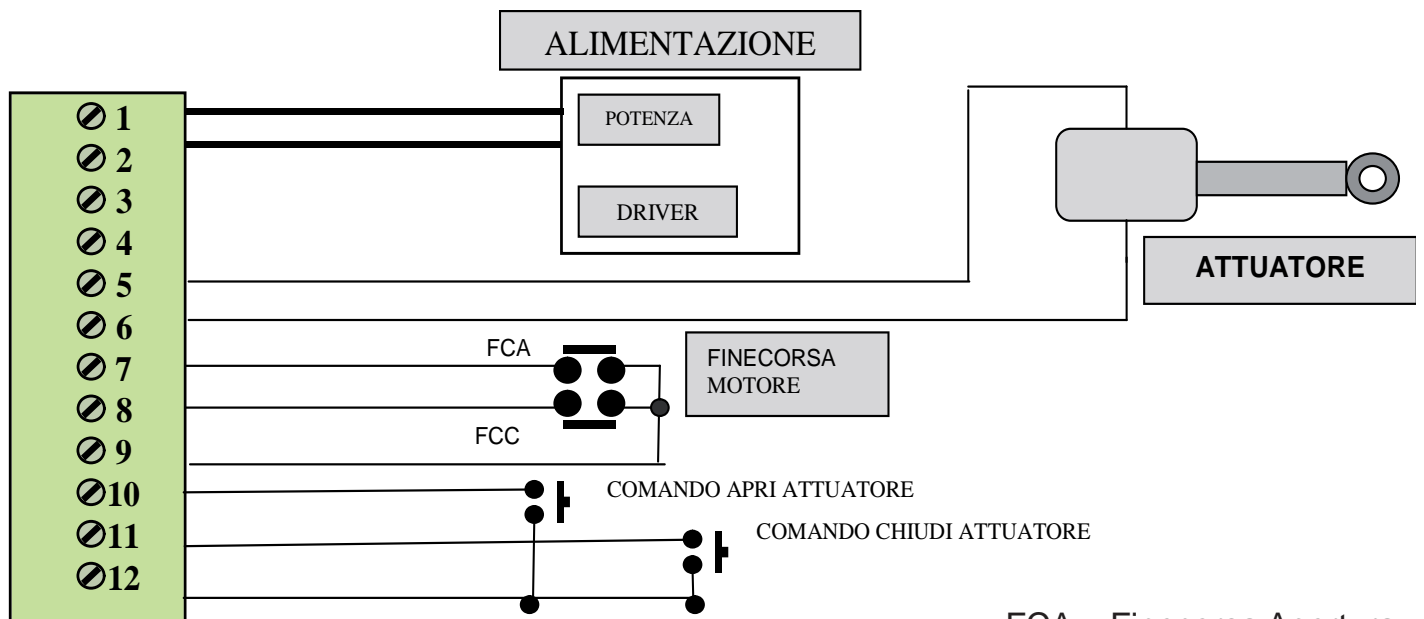 ALIMENTAZIONE
1
POTENZA
2
3
DRIVER
4
5
ATTUATORE
6
FCA
FINECORSA
MOTORE
7
8
FCC
9
10
COMANDO APRI ATTUATORE
11
COMANDO CHIUDI ATTUATORE
12